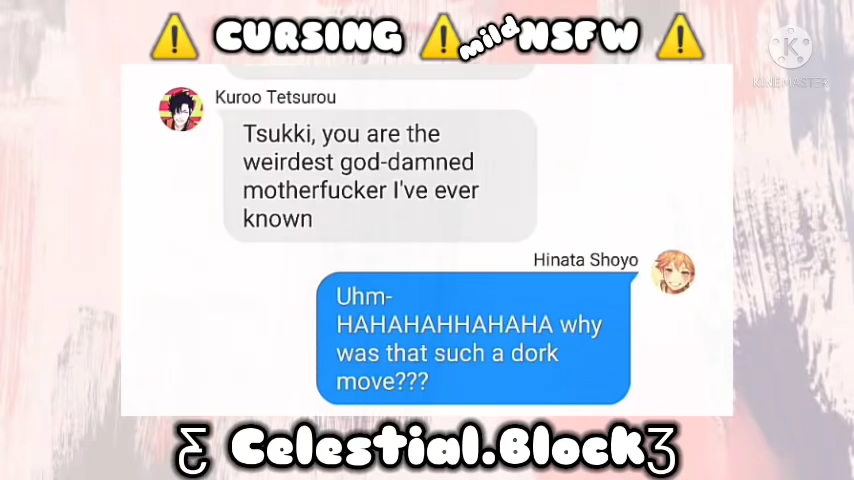 ⚠️ CURSING ⚠️ mild NSFW ⚠️
K
KINEMASTER
Kuroo Tetsurou
Tsukki, you are the
weirdest god-damned
motherfucker I've ever
known
Hinata Shoyo
Uhm-
HAHAHAHHAHAHA why
was that such a dork
move???
ƸCelestial.BlockƷ